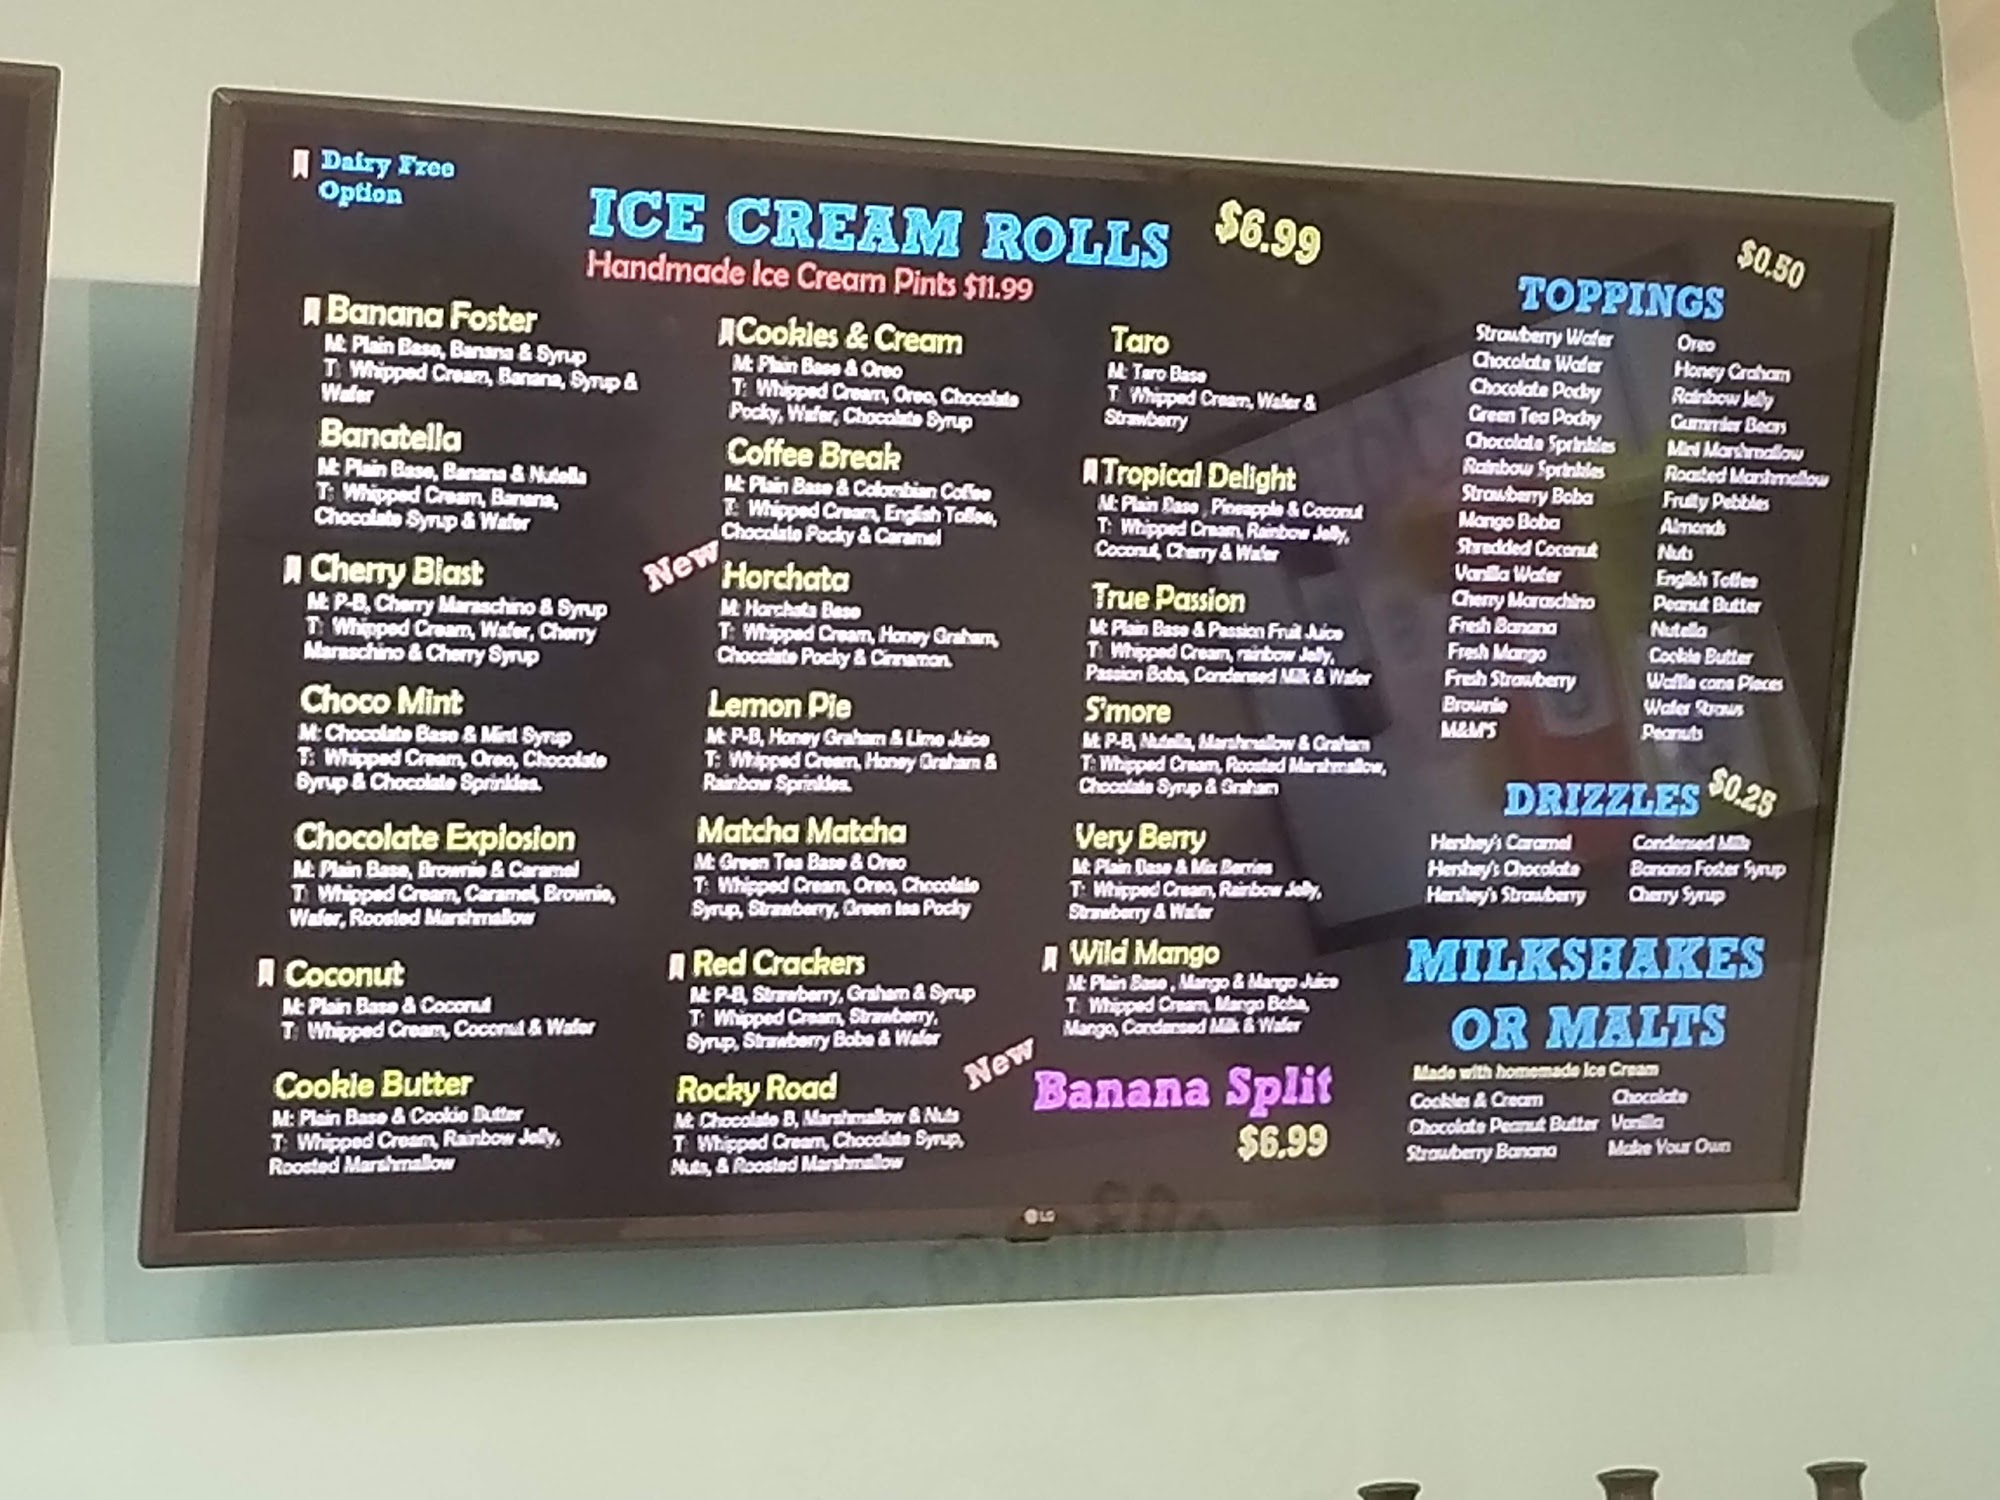 Dairy Free
Option
ICE CREAM ROLLS $6.99
Handmade Ice Cream Pints $11.99
Banana Foster
M: Plain Base, Banana & Syrup
T: Whipped Cream, Banana, Syrup &
Wafer
Banatella
M: Plain Base, Banana & Nutella
T: Whipped Cream, Banana,
Chocolate Syrup & Wafer
Cherry Blast
M: P-B, Cherry Maraschino & Syrup
T: Whipped Cream, Wafer, Cherry
Maraschino & Cherry Syrup
Choco Mint
M: Chocolate Base & Mint Syrup
T: Whipped Cream, Oreo, Chocolate
Syrup & Chocolate Sprinkles.
Chocolate Explosion
M: Plain Base, Brownie & Caramel
T: Whipped Cream, Caramel, Brownie,
Wafer, Roosted Marshmallow
Coconut
M: Plain Base & Coconut
T: Whipped Cream, Coconut & Wafer
Cookie Butter
M: Plain Base & Cookie Butter
T: Whipped Cream, Rainbow Jelly,
Roosted Marshmallow
Cookies & Cream
M: Plain Base & Oreo
T: Whipped Cream, Oreo, Chocolate
Pocky, Wafer, Chocolate Syrup
Coffee Break
M: Plain Base & Colombian Coffee
T: Whipped Cream, English Toffee,
Chocolate Pocky & Caramel
New
Horchata
M: Horchata Base
T: Whipped Cream, Honey Graham,
Chocolate Pocky & Cinnamon.
Lemon Pie
M: P-B, Honey Graham & Lime Juice
T: Whipped Cream, Honey Graham &
Rainbow Sprinkles.
Matcha Matcha
M: Green Tea Base & Oreo
T: Whipped Cream, Oreo, Chocolate
Syrup, Strawberry, Green tea Pocky
Red Crackers
M: P-B, Strawberry, Graham & Syrup
T: Whipped Cream, Strawberry,
Syrup, Strawberry Boba & Wafer
Rocky Road
M: Chocolate B, Marshmallow & Nuts
T Whipped Cream, Chocolate Syrup,
Nuts, & Roosted Marshmallow
Taro
M: Taro Base
T Whipped Cream, Wafer &
Strawberry
Tropical Delight
M: Plain Base , Pineapple & Coconut
T: Whipped Cream, Rainbow Jelly,
Coconut, Cherry & Wafer
True Passion
M: Plain Base & Passion Fruit Juice
T: Whipped Cream, rainbow Jelly,
Passion Boba, Condensed Milk & Wafer
S'more
M: P-B, Nutella, Marshmallow & Graham
T: Whipped Cream, Roosted Marshmallow,
Chocolate Syrup & Graham
Very Berry
M: Plain Base & Mix Berries
T: Whipped Cream, Rainbow Jelly,
Strawberry & Wafer
Wild Mango
M: Plain Base , Mango & Mango Juice
T: Whipped Cream, Mango Boba,
Mango, Condensed Milk & Wafer
New
Banana Split
$6.99
$0.50
TOPPINGS
Strawberry Wafer
Chocolate Wafer
Chocolate Pocky
Green Tea Pocky
Chocolate Sprinkles
Rainbow Sprinkles
Strawberry Boba
Mango Boba
Shredded Coconut
Vanilla Wafer
Cherry Maraschino
Fresh Banana
Fresh Mango
Fresh Strawberry
Brownie
M&M'S
Oreo
Honey Graham
Rainbow Jelly
Gummier Bears
Mini Marshmallow
Roasted Marshmallow
Fruity Pebbles
Almonds
Nuts
English Toffee
Peanut Butter
Nutella
Cookie Butter
Waffle cone Pieces
Wafer Straws
Peanuts
DRIZZLES $0.25
Hershey's Caramel
Hershey's Chocolate
Hershey's Strawberry
Condensed Milk
Banana Foster Syrup
Cherry Syrup
MILKSHAKES
OR MALTS
Made with homemade Ice Cream
Cookies & Cream
Chocolate Peanut Butter
Strawberry Banana
Chocolate
Vanilla
Make Your Own
LG